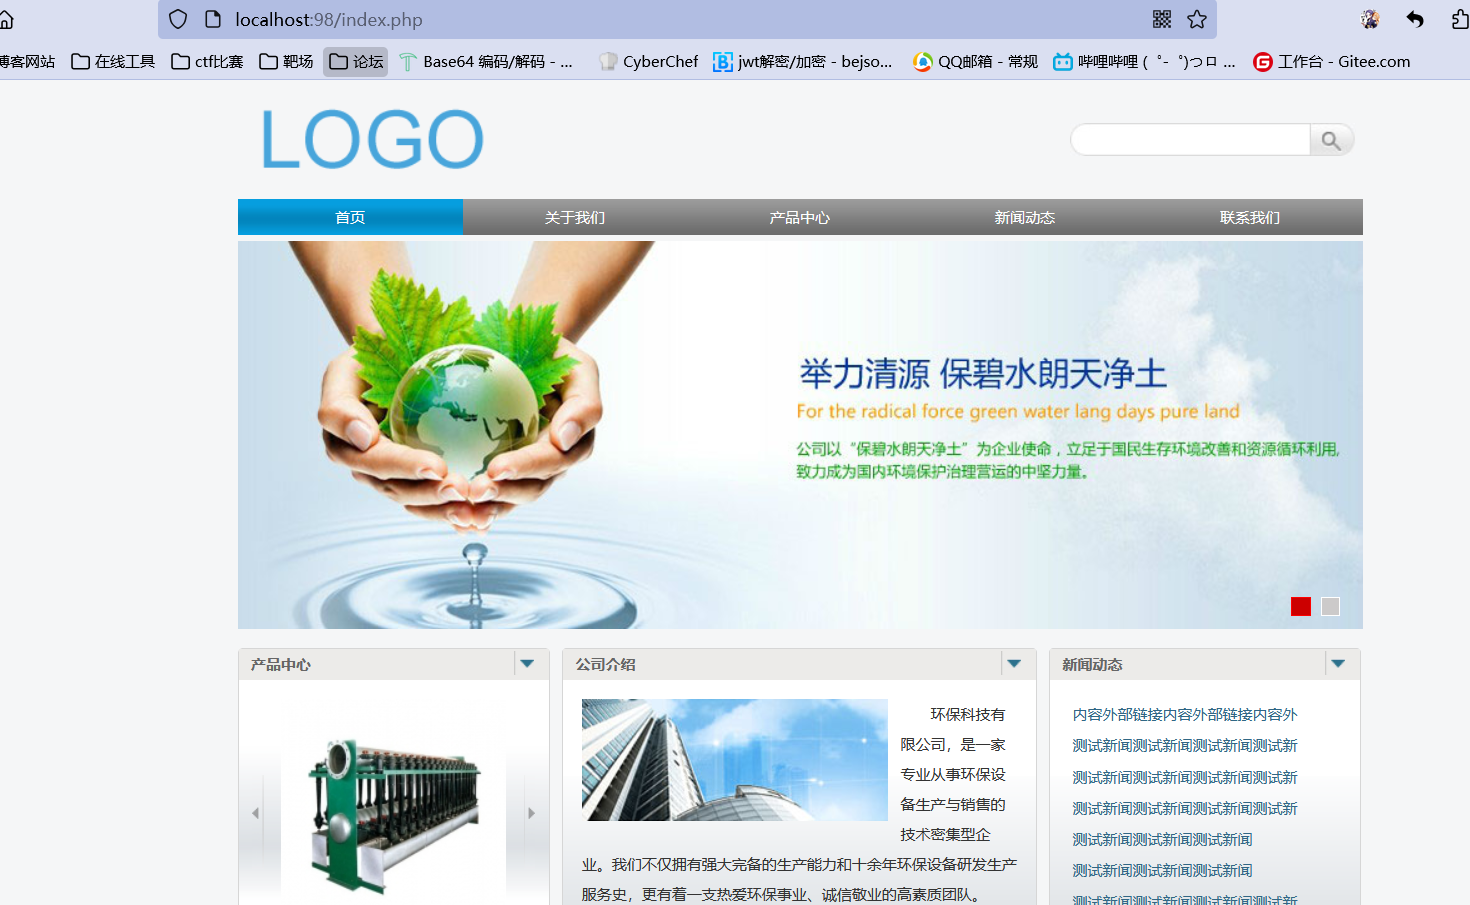 localhost:98/index.php
博客网站 在线工具 ctf比赛 靶场 论坛 Base64 编码/解码 - ... CyberChef jwt解密/加密 - bejso... QQ邮箱 - 常规 哔哩哔哩 ( ゜- ゜)つロ ... 工作台 - Gitee.com
LOGO
首页 关于我们 产品中心 新闻动态 联系我们
举力清源 保碧水朗天净土
For the radical force green water lang days pure land
公司以“保碧水朗天净土”为企业使命，立足于国民生存环境改善和资源循环利用,
致力成为国内环境保护治理营运的中坚力量。
产品中心
公司介绍
环保科技有
限公司，是一家
专业从事环保设
备生产与销售的
技术密集型企
业。我们不仅拥有强大完备的生产能力和十余年环保设备研发生产
服务史，更有着一支热爱环保事业、诚信敬业的高素质团队。
新闻动态
内容外部链接内容外部链接内容外
测试新闻测试新闻测试新闻测试新
测试新闻测试新闻测试新闻测试新
测试新闻测试新闻测试新闻测试新
测试新闻测试新闻测试新闻
测试新闻测试新闻测试新闻
测试新闻测试新闻测试新闻测试新